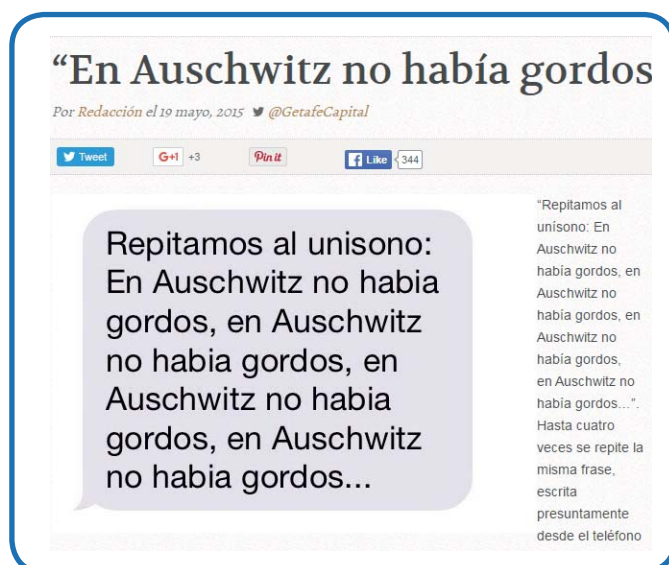 “En Auschwitz no había gordos
Por Redacción el 19 mayo, 2015 @GetafeCapital
Tweet G+1 +3 Pin it Like 344
Repitamos al unisono:
En Auschwitz no habia
gordos, en Auschwitz
no habia gordos, en
Auschwitz no habia
gordos, en Auschwitz
no habia gordos...
“Repitamos al
unísono: En
Auschwitz no
había gordos, en
Auschwitz no
había gordos, en
Auschwitz no
había gordos,
en Auschwitz no
había gordos…”.
Hasta cuatro
veces se repite la
misma frase,
escrita
presuntamente
desde el teléfono